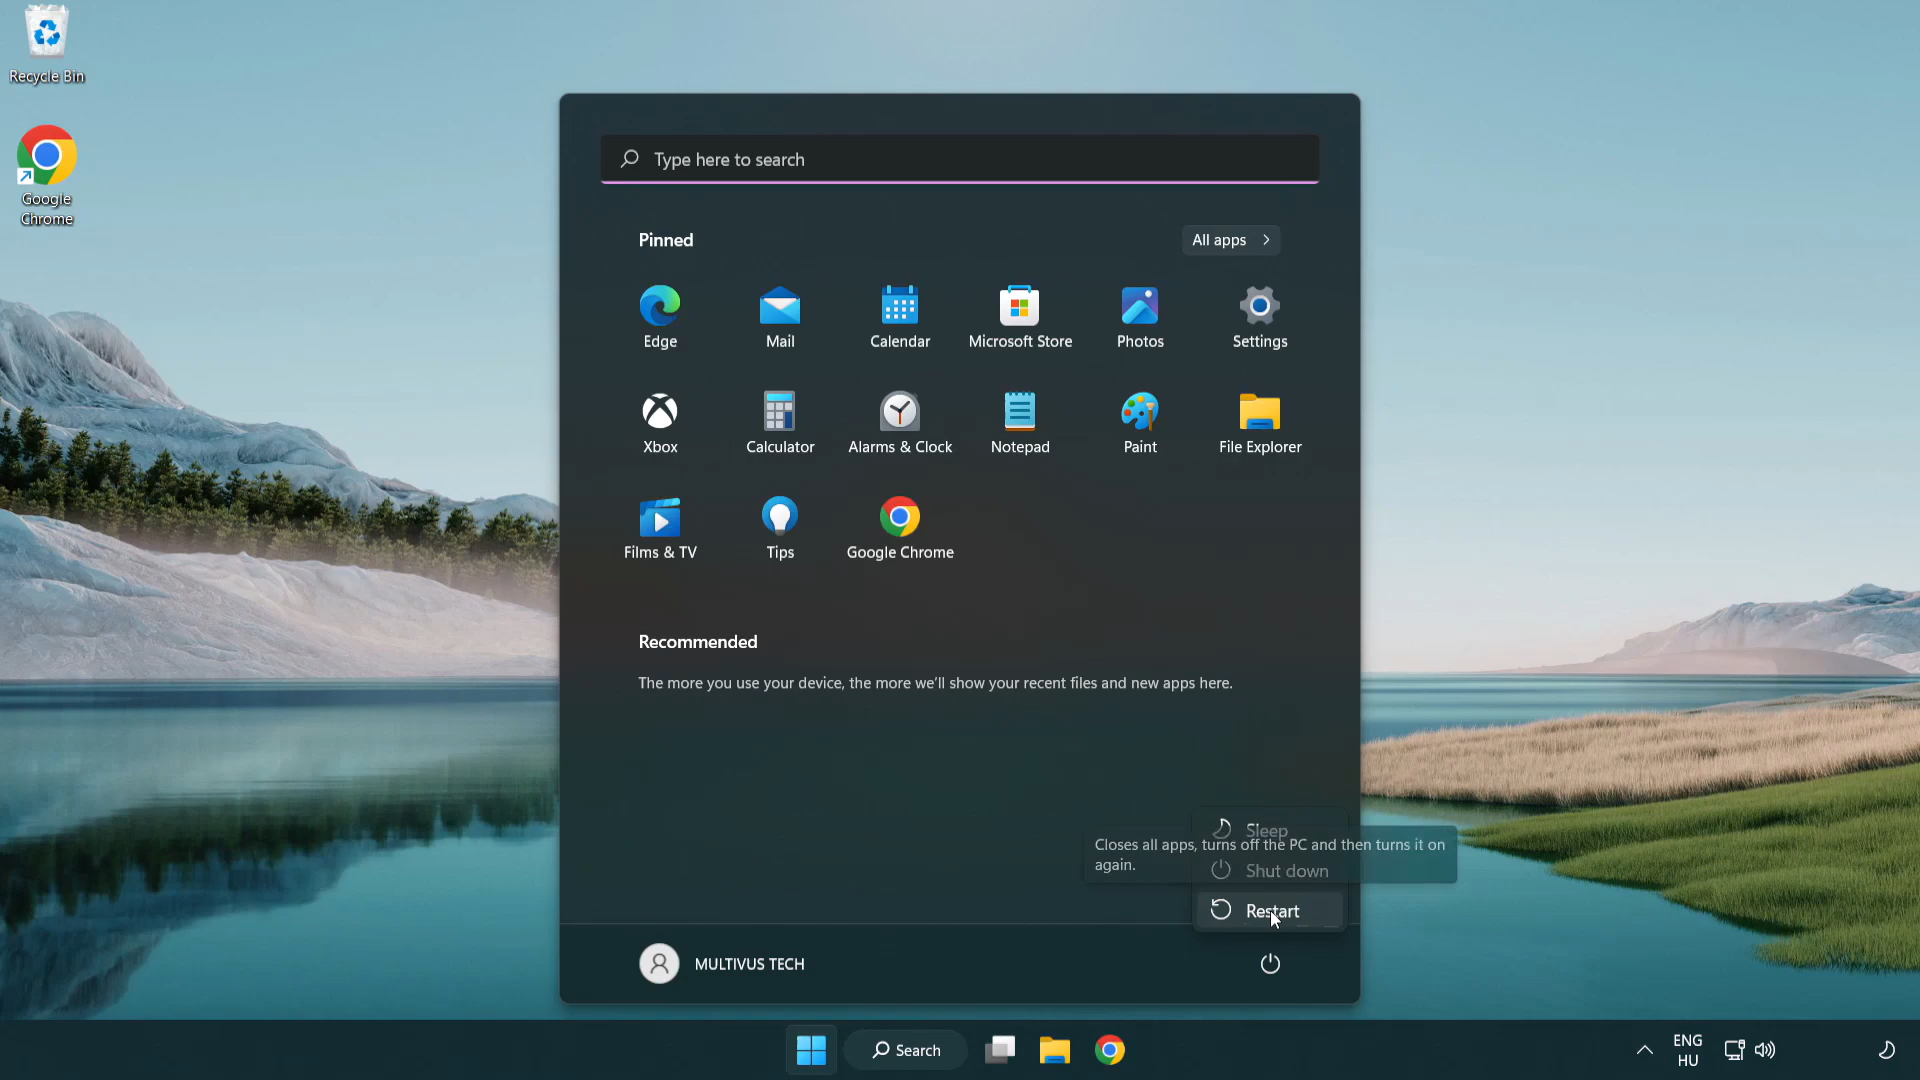 Recycle Bin
Google
Chrome
Type here to search
Pinned
All apps
Edge
Mail
Calendar
Microsoft Store
Photos
Settings
Xbox
Calculator
Alarms & Clock
Notepad
Paint
File Explorer
Films & TV
Tips
Google Chrome
Recommended
The more you use your device, the more we'll show your recent files and new apps here.
Sleep
Closes all apps, turns off the PC and then turns it on
again.
Shut down
Restart
MULTIVUS TECH
Search
ENG
HU